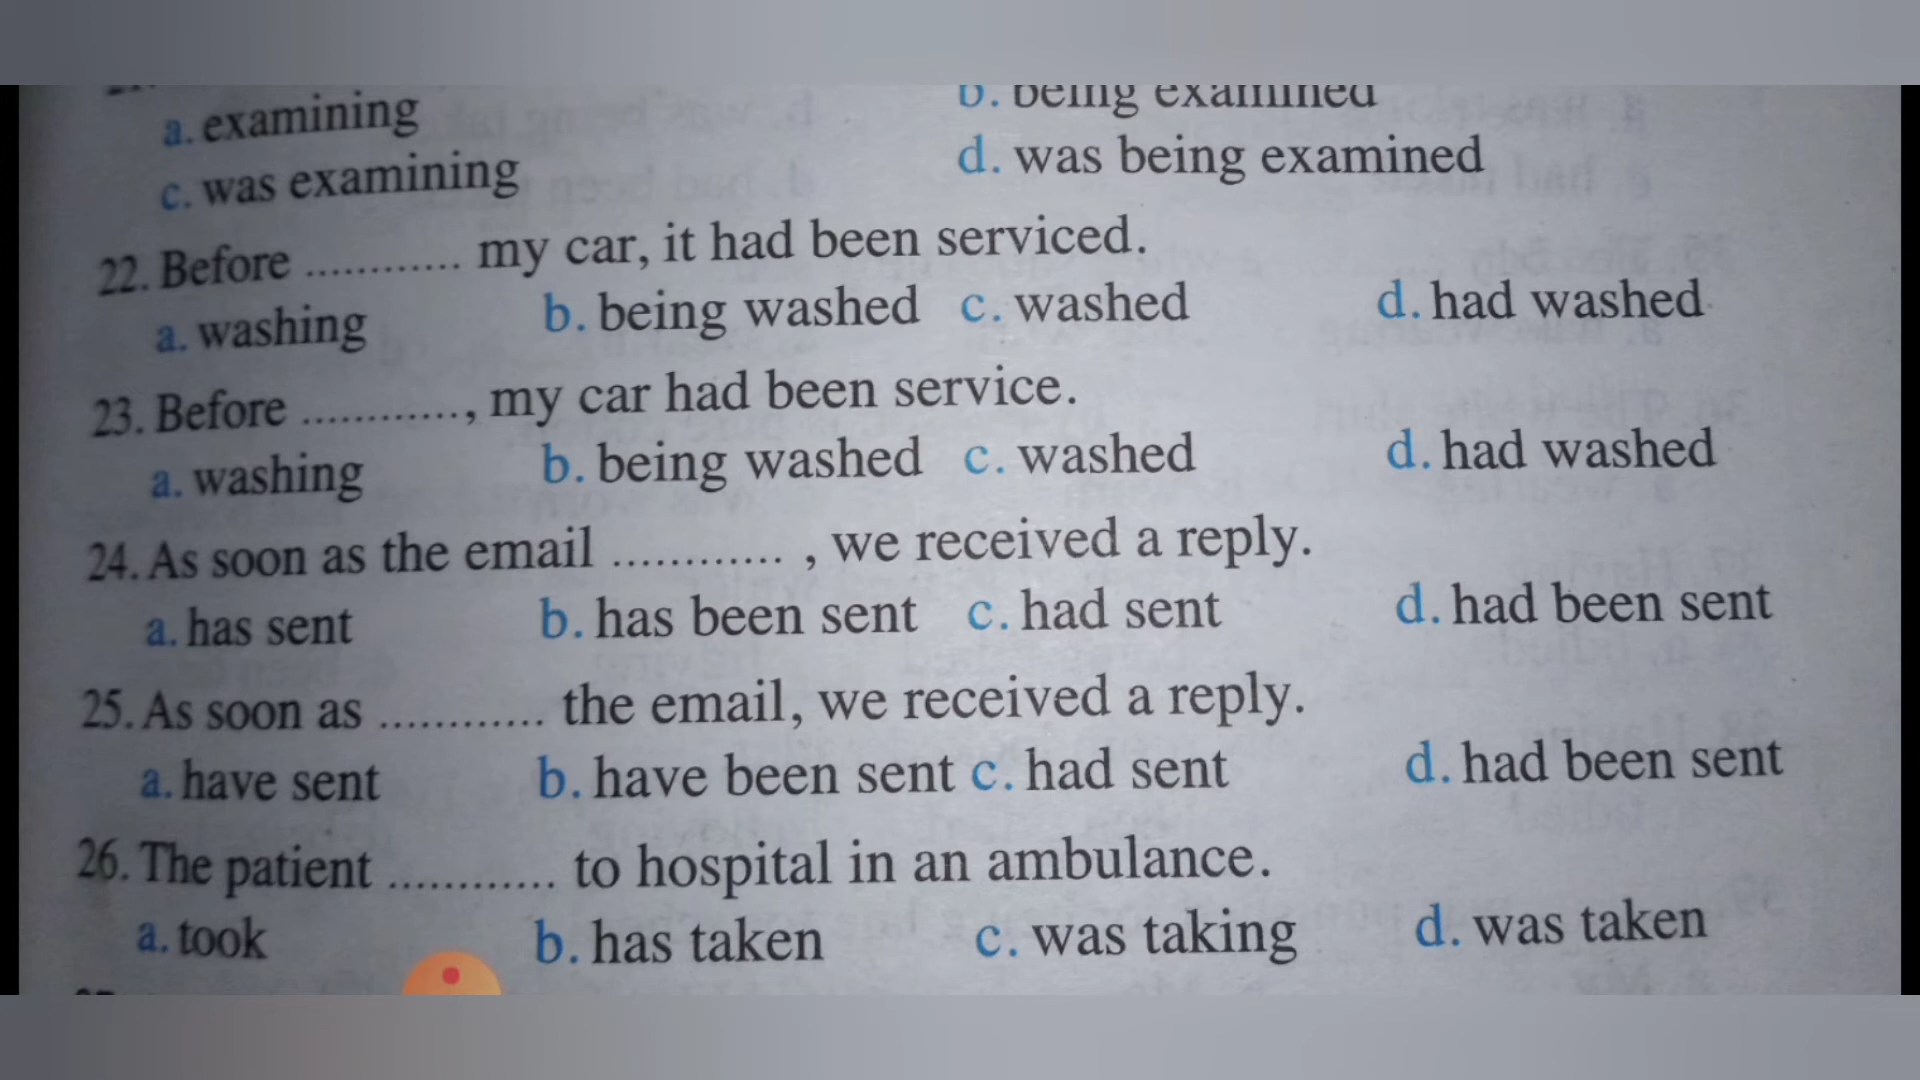 a. examining
b. being examined
c. was examining
d. was being examined
22. Before ............ my car, it had been serviced.
a. washing b. being washed c. washed d. had washed
23. Before ............, my car had been service.
a. washing b. being washed c. washed d. had washed
24. As soon as the email ............ , we received a reply.
a. has sent b. has been sent c. had sent d. had been sent
25. As soon as ............ the email, we received a reply.
a. have sent b. have been sent c. had sent d. had been sent
26. The patient ............ to hospital in an ambulance.
a. took b. has taken c. was taking d. was taken